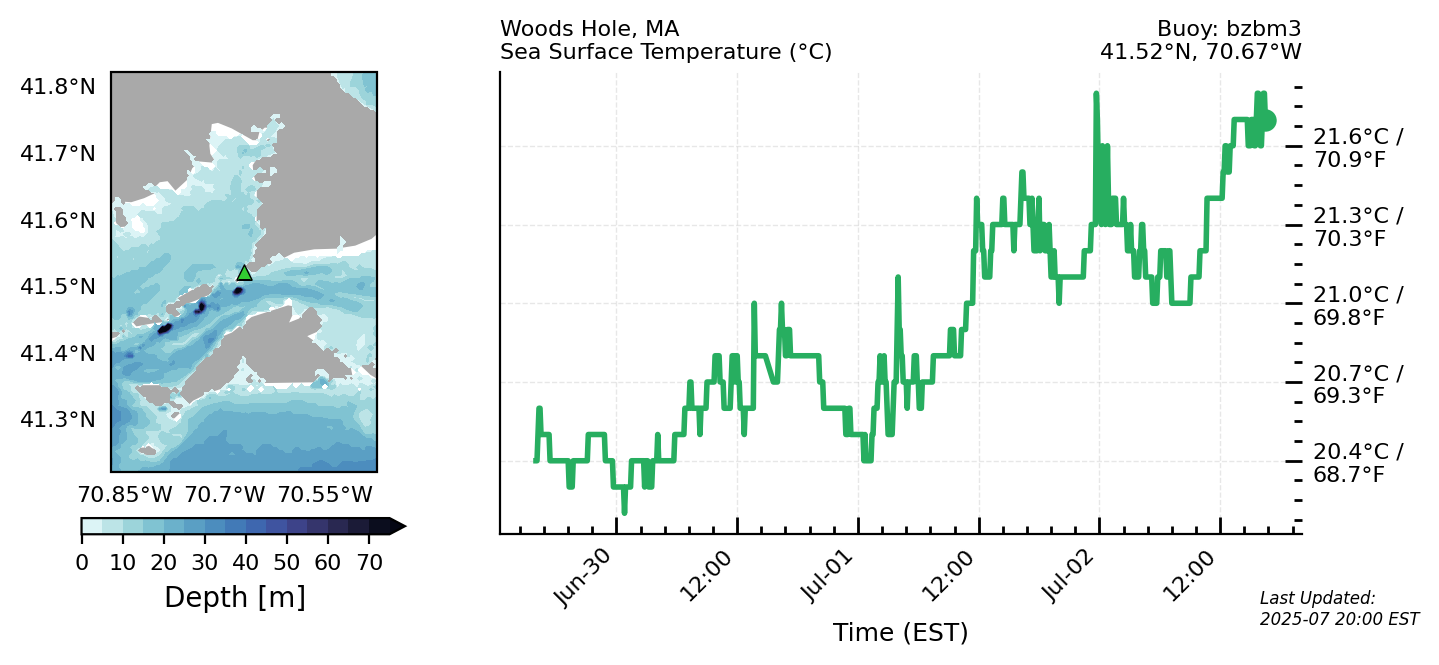 Woods Hole, MA
Sea Surface Temperature (°C)
Buoy: bzbm3
41.52°N, 70.67°W
41.8°N
41.7°N
41.6°N
41.5°N
41.4°N
41.3°N
70.85°W 70.7°W 70.55°W
0 10 20 30 40 50 60 70
Depth [m]
21.6°C /
70.9°F
21.3°C /
70.3°F
21.0°C /
69.8°F
20.7°C /
69.3°F
20.4°C /
68.7°F
Jun-30 12:00 Jul-01 12:00 Jul-02 12:00
Time (EST)
Last Updated:
2025-07 20:00 EST